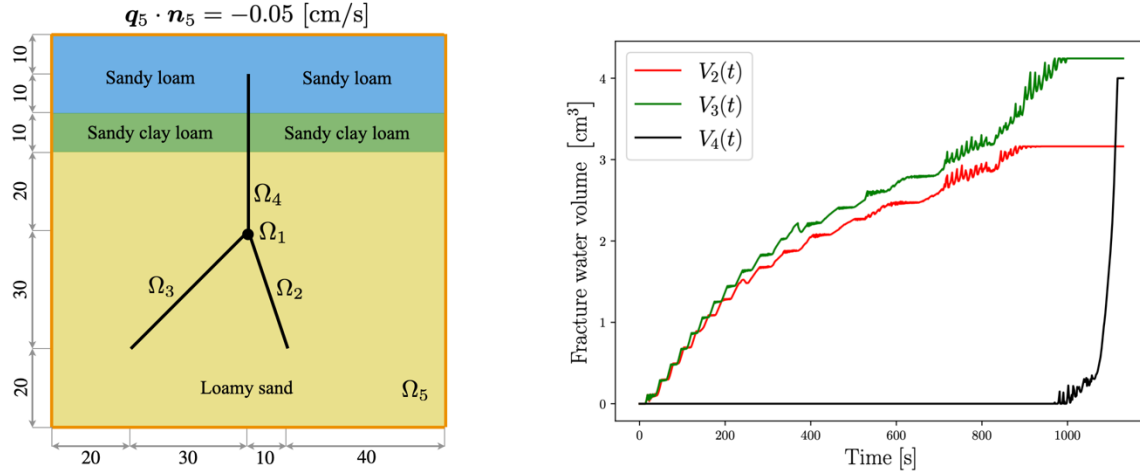 q₅ · n₅ = −0.05 [cm/s]
10
10
10
20
30
20
Sandy loam Sandy loam
Sandy clay loam Sandy clay loam
Ω₄
Ω₁
Ω₃ Ω₂
Loamy sand Ω₅
20 30 10 40
Fracture water volume [cm³]
4
3
2
1
0
V₂(t)
V₃(t)
V₄(t)
0 200 400 600 800 1000
Time [s]